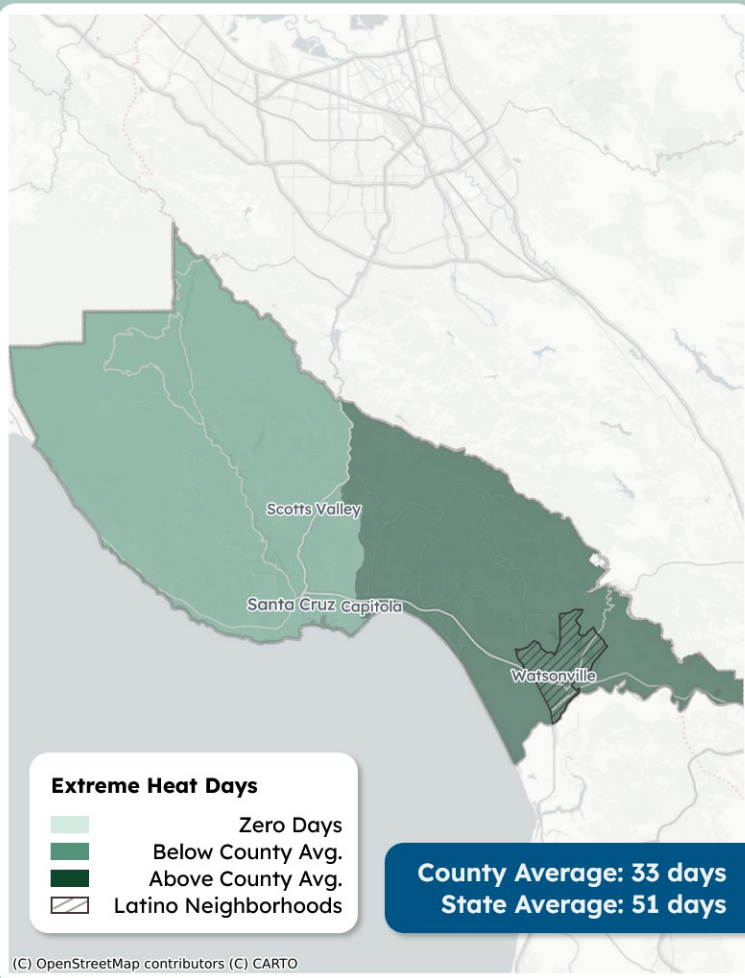 Scotts Valley
Santa Cruz
Capitola
Watsonville
Extreme Heat Days
Zero Days
Below County Avg.
Above County Avg.
Latino Neighborhoods
County Average: 33 days
State Average: 51 days
(C) OpenStreetMap contributors (C) CARTO